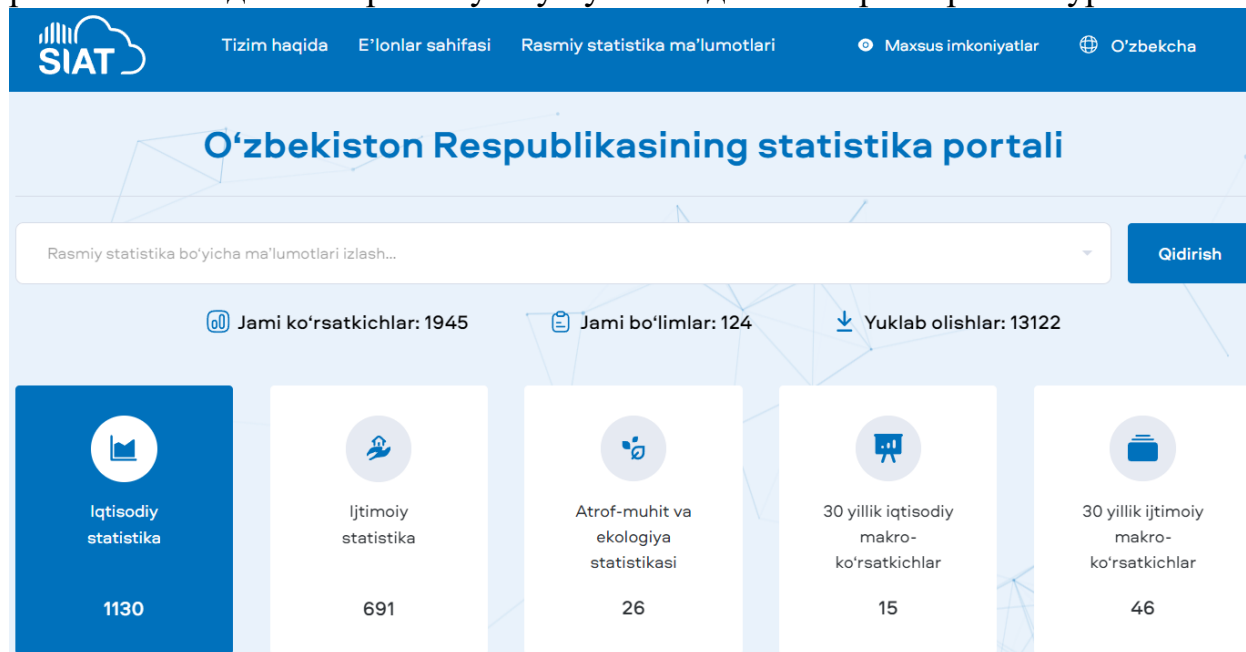 SIAT
Tizim haqida E'lonlar sahifasi Rasmiy statistika ma'lumotlari Maxsus imkoniyatlar O'zbekcha
O‘zbekiston Respublikasining statistika portali
Rasmiy statistika bo‘yicha ma'lumotlari izlash... Qidirish
Jami ko‘rsatkichlar: 1945 Jami bo‘limlar: 124 Yuklab olishlar: 13122
Iqtisodiy
statistika
1130
Ijtimoiy
statistika
691
Atrof-muhit va
ekologiya
statistikasi
26
30 yillik iqtisodiy
makro-
ko‘rsatkichlar
15
30 yillik ijtimoiy
makro-
ko‘rsatkichlar
46